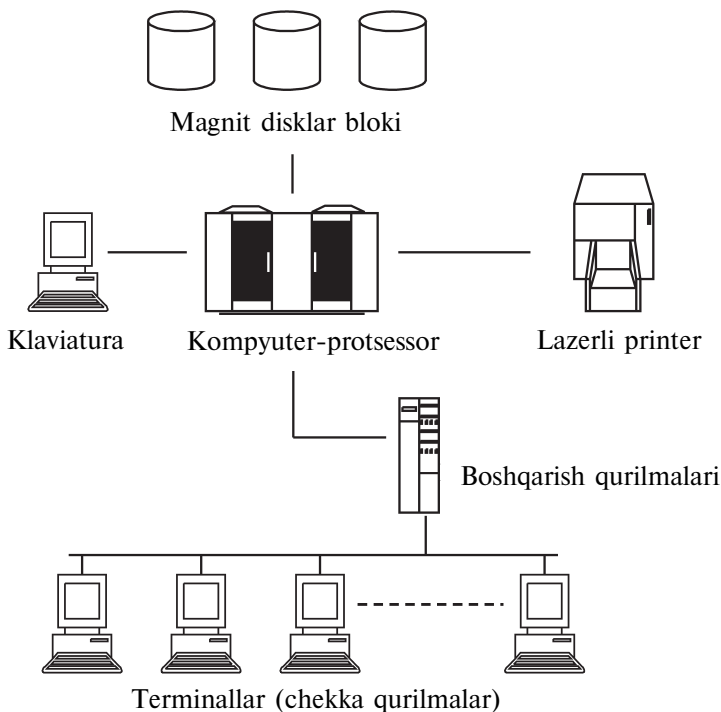 Magnit disklar bloki
Klaviatura
Kompyuter-protsessor
Lazerli printer
Boshqarish qurilmalari
Terminallar (chekka qurilmalar)